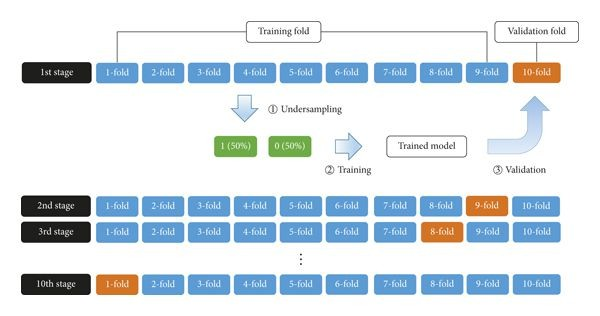 Training fold Validation fold
1st stage 1-fold 2-fold 3-fold 4-fold 5-fold 6-fold 7-fold 8-fold 9-fold 10-fold
① Undersampling
1 (50%) 0 (50%) Trained model
② Training ③ Validation
2nd stage 1-fold 2-fold 3-fold 4-fold 5-fold 6-fold 7-fold 8-fold 9-fold 10-fold
3rd stage 1-fold 2-fold 3-fold 4-fold 5-fold 6-fold 7-fold 8-fold 9-fold 10-fold
⋮
10th stage 1-fold 2-fold 3-fold 4-fold 5-fold 6-fold 7-fold 8-fold 9-fold 10-fold